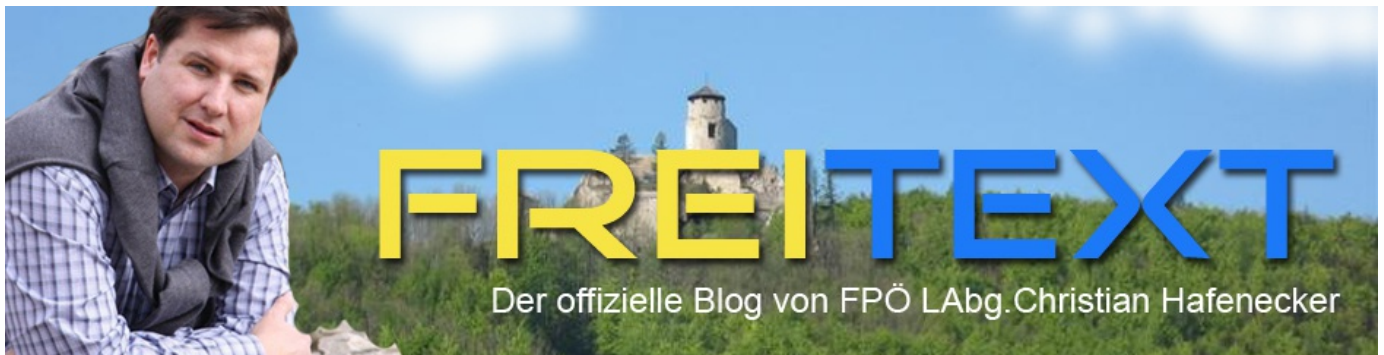 FREITEXT
Der offizielle Blog von FPÖ LAbg.Christian Hafenecker